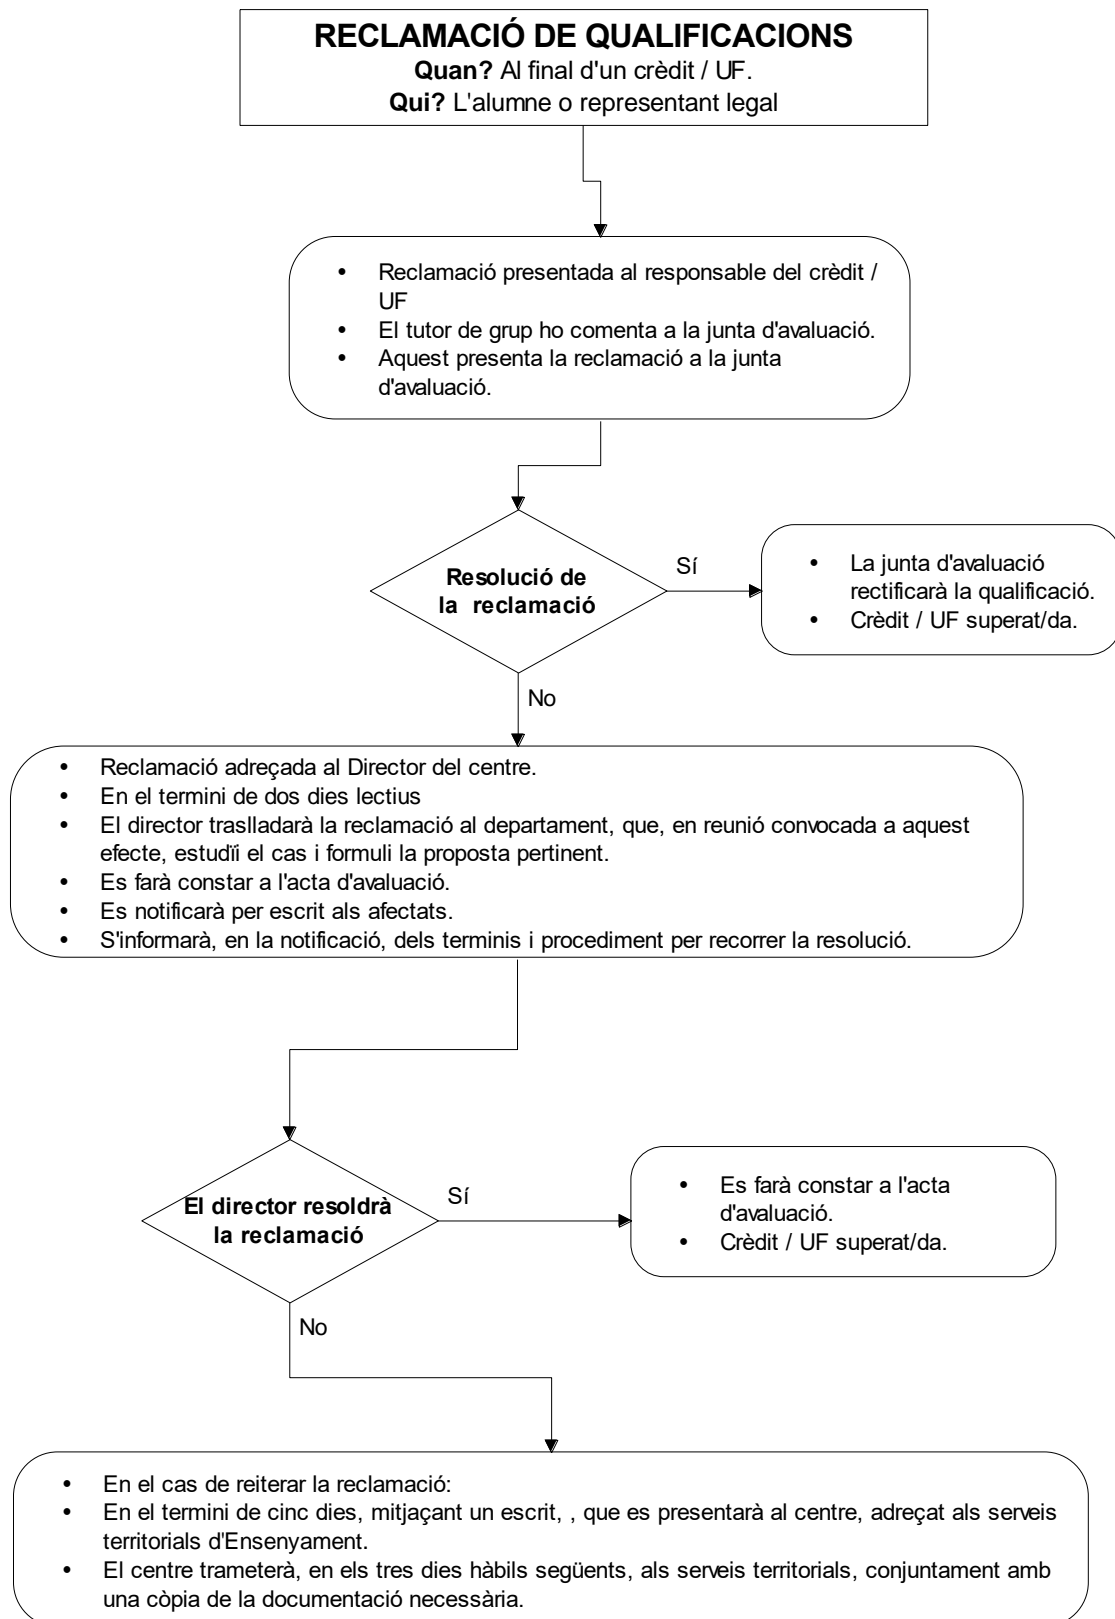 RECLAMACIÓ DE QUALIFICACIONS
Quan? Al final d'un crèdit / UF.
Qui? L'alumne o representant legal
• Reclamació presentada al responsable del crèdit /
UF
• El tutor de grup ho comenta a la junta d'avaluació.
• Aquest presenta la reclamació a la junta
d'avaluació.
Resolució de
la reclamació
Sí
• La junta d'avaluació
rectificarà la qualificació.
• Crèdit / UF superat/da.
No
• Reclamació adreçada al Director del centre.
• En el termini de dos dies lectius
• El director traslladarà la reclamació al departament, que, en reunió convocada a aquest
efecte, estudïi el cas i formuli la proposta pertinent.
• Es farà constar a l'acta d'avaluació.
• Es notificarà per escrit als afectats.
• S'informarà, en la notificació, dels terminis i procediment per recorrer la resolució.
El director resoldrà
la reclamació
Sí
• Es farà constar a l'acta
d'avaluació.
• Crèdit / UF superat/da.
No
• En el cas de reiterar la reclamació:
• En el termini de cinc dies, mitjaçant un escrit, , que es presentarà al centre, adreçat als serveis
territorials d'Ensenyament.
• El centre trameterà, en els tres dies hàbils següents, als serveis territorials, conjuntament amb
una còpia de la documentació necessària.